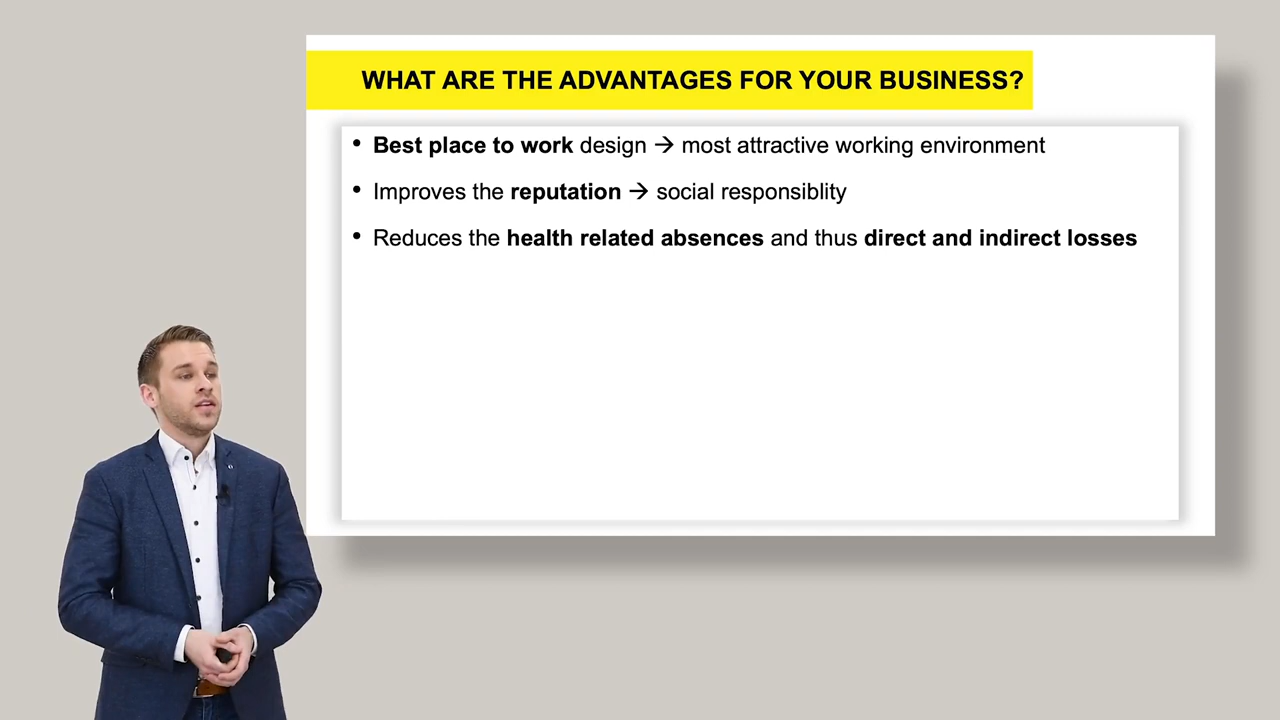 WHAT ARE THE ADVANTAGES FOR YOUR BUSINESS?
• Best place to work design → most attractive working environment
• Improves the reputation → social responsiblity
• Reduces the health related absences and thus direct and indirect losses